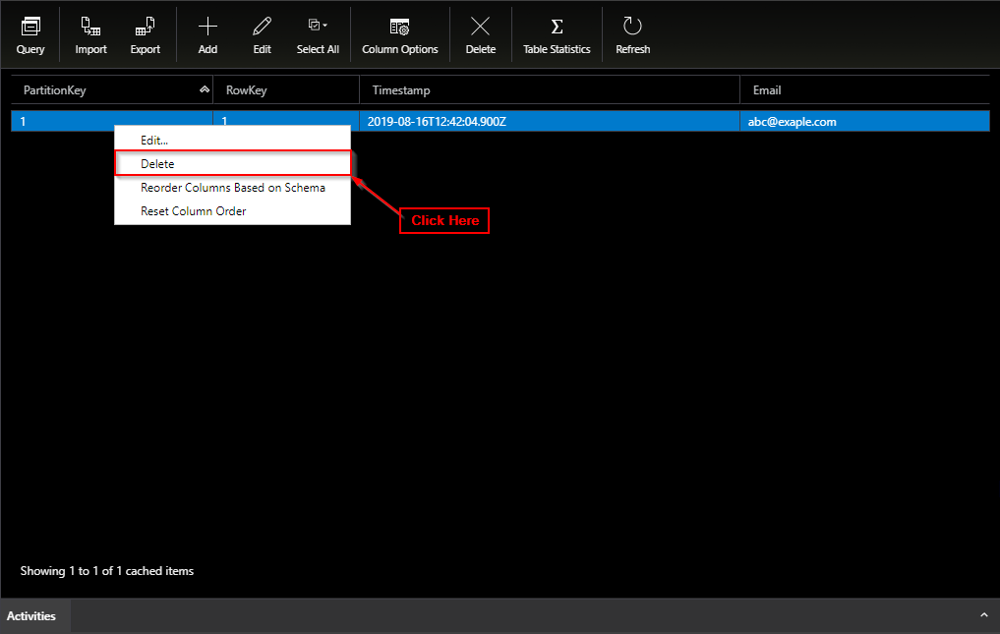 Query Import Export Add Edit Select All Column Options Delete Table Statistics Refresh
PartitionKey RowKey Timestamp Email
1 1 2019-08-16T12:42:04.900Z abc@exaple.com
Edit...
Delete
Reorder Columns Based on Schema
Reset Column Order
Click Here
Showing 1 to 1 of 1 cached items
Activities